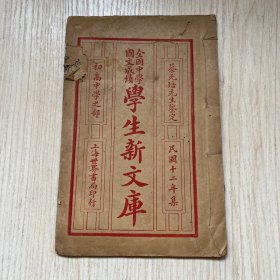 蔡元培先生鉴定
民國十二年集
全國中學
國文成績
學生新文庫
初高中學之部
上海世界書局印行